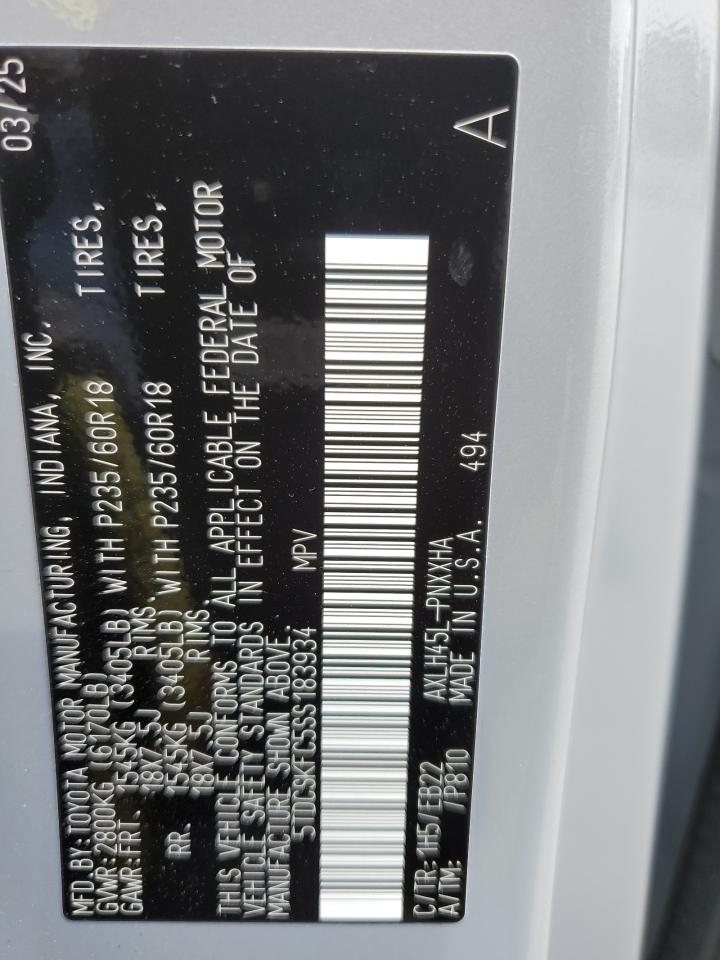 MFD.BY:TOYOTA MOTOR MANUFACTURING, INDIANA, INC. 03/25
GVWR:2800KG (6170LB)
GAWR:FRT. 1545KG (3405LB) WITH P235/60R18 TIRES,
18X7.5J RIMS.
RR. 1545KG (3405LB) WITH P235/60R18 TIRES,
18X7.5J RIMS.
THIS VEHICLE CONFORMS TO ALL APPLICABLE FEDERAL MOTOR
VEHICLE SAFETY STANDARDS IN EFFECT ON THE DATE OF
MANUFACTURE SHOWN ABOVE.
5TDCSKFC5SS183934 MPV
C/TR:1H5/EB22 AXLH45L-PNXXHA
A/TM: /P810 MADE IN U.S.A. 494 A